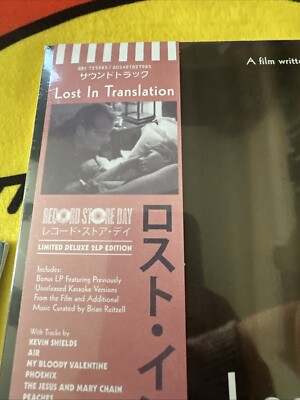 サウンドトラック
Lost In Translation
A film writte
RECORD STORE DAY
レコード・ストア・デイ
LIMITED DELUXE 2LP EDITION
Includes:
Bonus LP Featuring Previously
Unreleased Karaoke Versions
From the Film and Additional
Music Curated by Brian Reitzell
With Tracks by
KEVIN SHIELDS
AIR
MY BLOODY VALENTINE
PHOENIX
THE JESUS AND MARY CHAIN
PEACHES
ロスト・イン